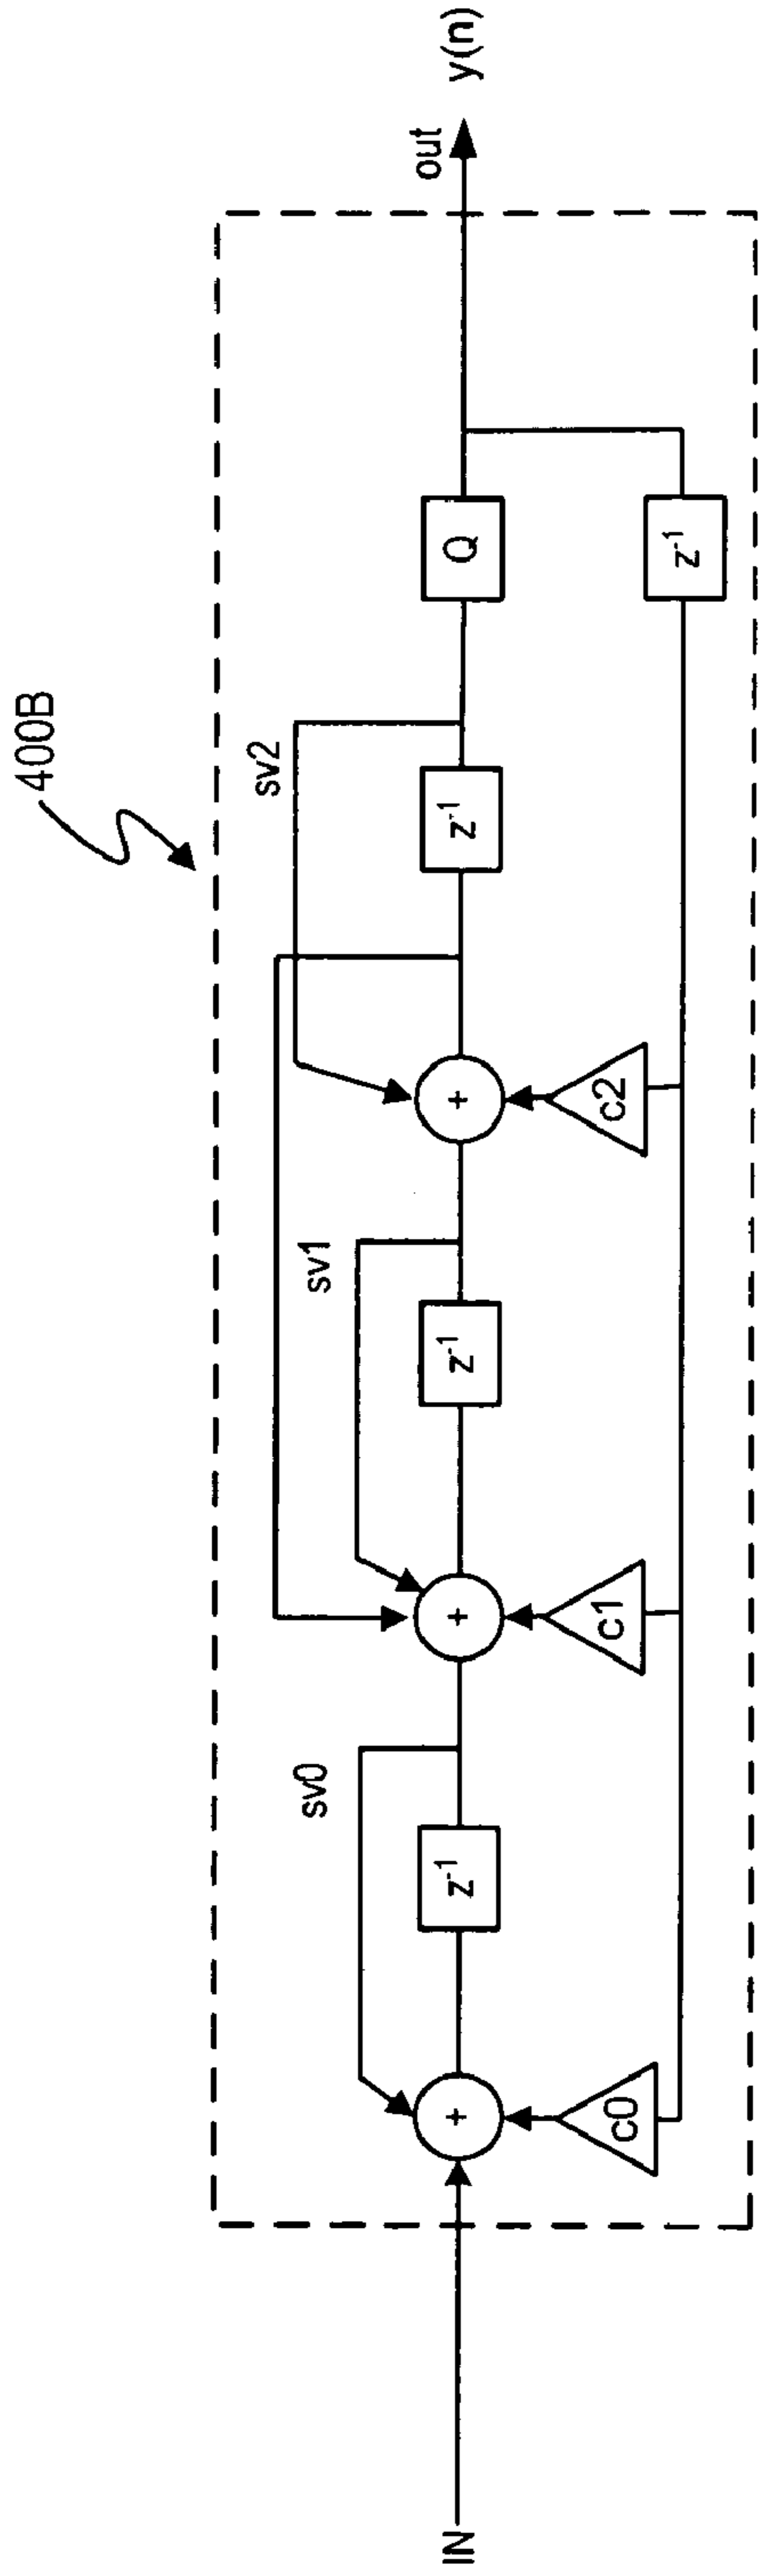 400B
IN
sv0
sv1
sv2
+
z-1
+
z-1
+
z-1
Q
out
y(n)
c0
c1
c2
z-1